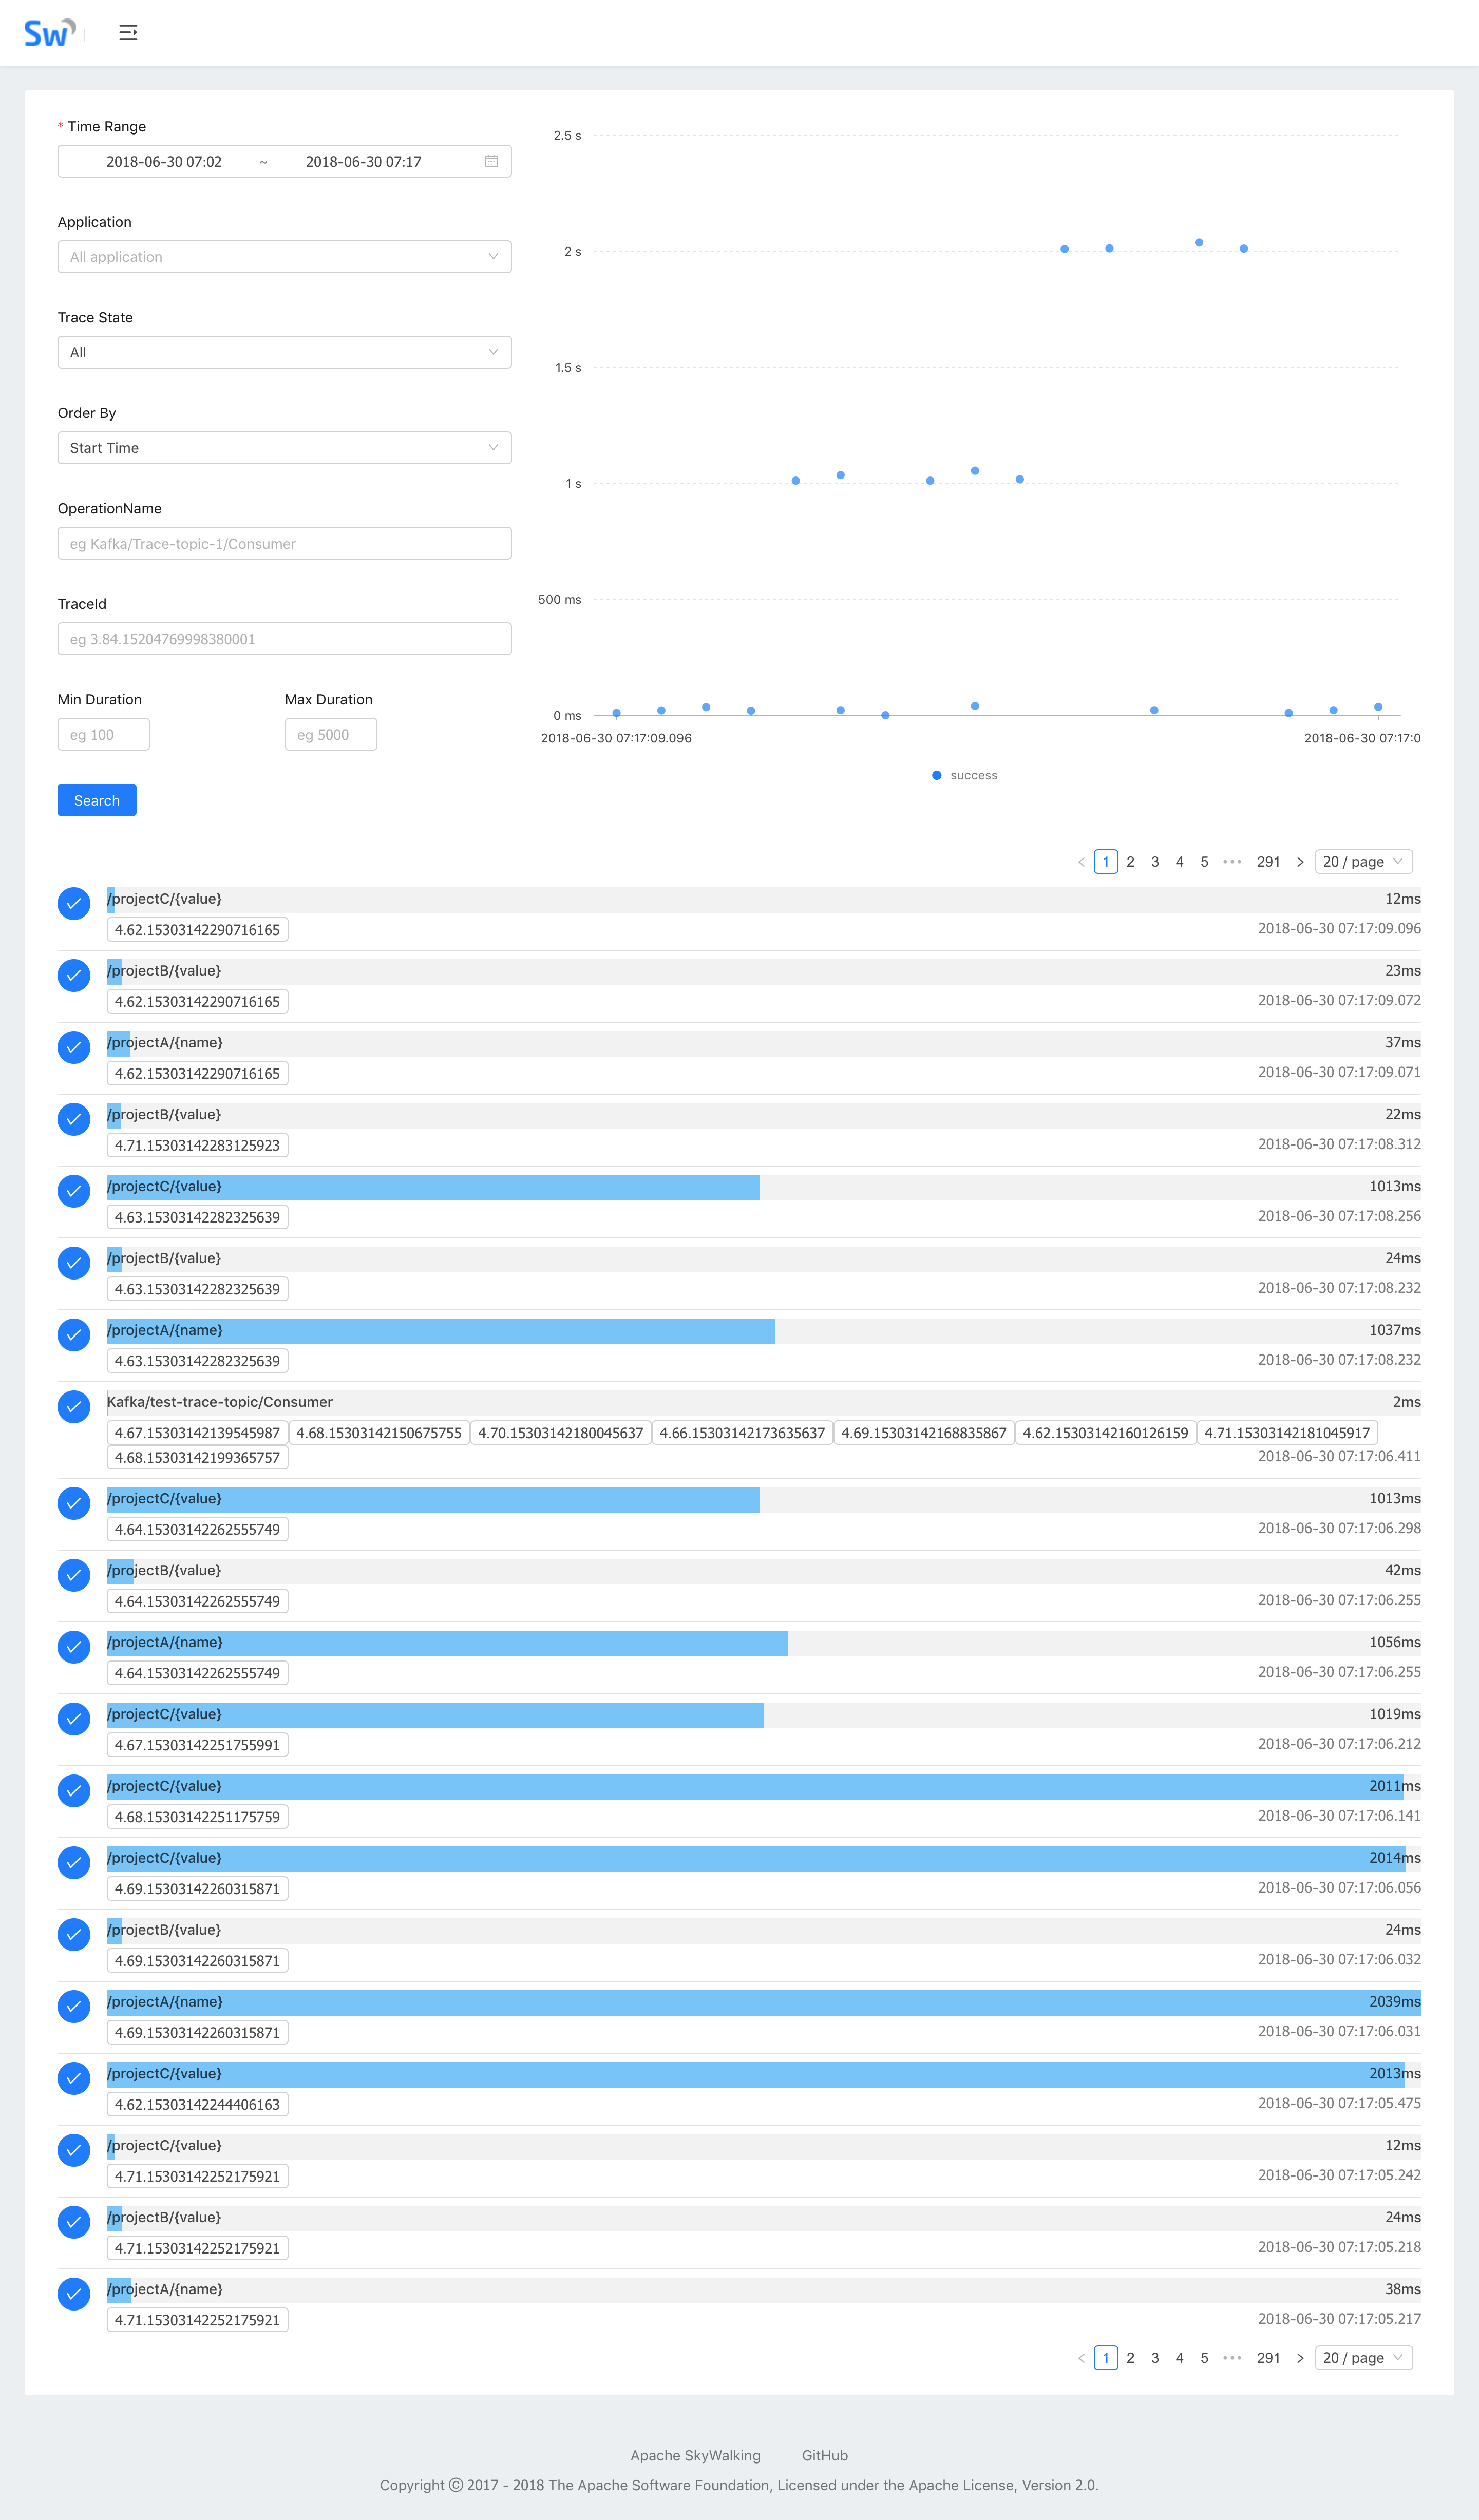 Sw
* Time Range
2018-06-30 07:02 ~ 2018-06-30 07:17
Application
All application
Trace State
All
Order By
Start Time
OperationName
eg Kafka/Trace-topic-1/Consumer
TraceId
eg 3.84.15204769998380001
Min Duration Max Duration
eg 100 eg 5000
Search
2.5 s
2 s
1.5 s
1 s
500 ms
0 ms
2018-06-30 07:17:09.096 2018-06-30 07:17:0
success
1 2 3 4 5 ••• 291 20 / page
/projectC/{value} 12ms
4.62.15303142290716165 2018-06-30 07:17:09.096
/projectB/{value} 23ms
4.62.15303142290716165 2018-06-30 07:17:09.072
/projectA/{name} 37ms
4.62.15303142290716165 2018-06-30 07:17:09.071
/projectB/{value} 22ms
4.71.15303142283125923 2018-06-30 07:17:08.312
/projectC/{value} 1013ms
4.63.15303142282325639 2018-06-30 07:17:08.256
/projectB/{value} 24ms
4.63.15303142282325639 2018-06-30 07:17:08.232
/projectA/{name} 1037ms
4.63.15303142282325639 2018-06-30 07:17:08.232
Kafka/test-trace-topic/Consumer 2ms
4.67.15303142139545987 4.68.15303142150675755 4.70.15303142180045637 4.66.15303142173635637 4.69.15303142168835867 4.62.15303142160126159 4.71.15303142181045917
4.68.15303142199365757 2018-06-30 07:17:06.411
/projectC/{value} 1013ms
4.64.15303142262555749 2018-06-30 07:17:06.298
/projectB/{value} 42ms
4.64.15303142262555749 2018-06-30 07:17:06.255
/projectA/{name} 1056ms
4.64.15303142262555749 2018-06-30 07:17:06.255
/projectC/{value} 1019ms
4.67.15303142251755991 2018-06-30 07:17:06.212
/projectC/{value} 2011ms
4.68.15303142251175759 2018-06-30 07:17:06.141
/projectC/{value} 2014ms
4.69.15303142260315871 2018-06-30 07:17:06.056
/projectB/{value} 24ms
4.69.15303142260315871 2018-06-30 07:17:06.032
/projectA/{name} 2039ms
4.69.15303142260315871 2018-06-30 07:17:06.031
/projectC/{value} 2013ms
4.62.15303142244406163 2018-06-30 07:17:05.475
/projectC/{value} 12ms
4.71.15303142252175921 2018-06-30 07:17:05.242
/projectB/{value} 24ms
4.71.15303142252175921 2018-06-30 07:17:05.218
/projectA/{name} 38ms
4.71.15303142252175921 2018-06-30 07:17:05.217
1 2 3 4 5 ••• 291 20 / page
Apache SkyWalking GitHub
Copyright © 2017 - 2018 The Apache Software Foundation, Licensed under the Apache License, Version 2.0.